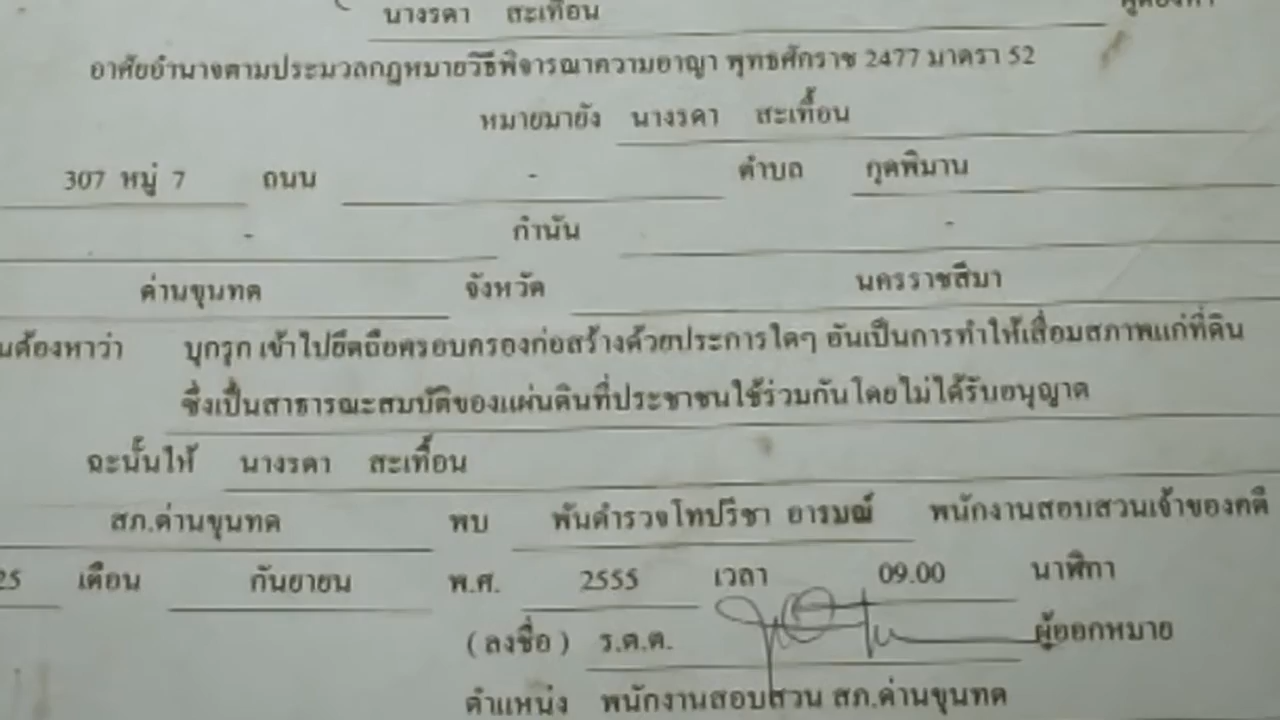 นางรดา สะเทื้อน
อาศัยอำนาจตามประมวลกฎหมายวิธีพิจารณาความอาญา พุทธศักราช 2477 มาตรา 52
หมายมายัง นางรดา สะเทื้อน
307 หมู่ 7 ถนน - ตำบล กุดพิมาน
- กำนัน -
ด่านขุนทด จังหวัด นครราชสีมา
ต้องหาว่า บุกรุก เข้าไปยึดถือครอบครองก่อสร้างด้วยประการใดๆ อันเป็นการทำให้เสื่อมสภาพแก่ที่ดิน
ซึ่งเป็นสาธารณะสมบัติของแผ่นดินที่ประชาชนใช้ร่วมกันโดยไม่ได้รับอนุญาต
ฉะนั้นให้ นางรดา สะเทื้อน
สภ.ด่านขุนทด พบ พันตำรวจโทปรีชา อารมณ์ พนักงานสอบสวนเจ้าของคดี
25 เดือน กันยายน พ.ศ. 2555 เวลา 09.00 นาฬิกา
(ลงชื่อ) ร.ต.ต. ผู้ออกหมาย
ตำแหน่ง พนักงานสอบสวน สภ.ด่านขุนทด